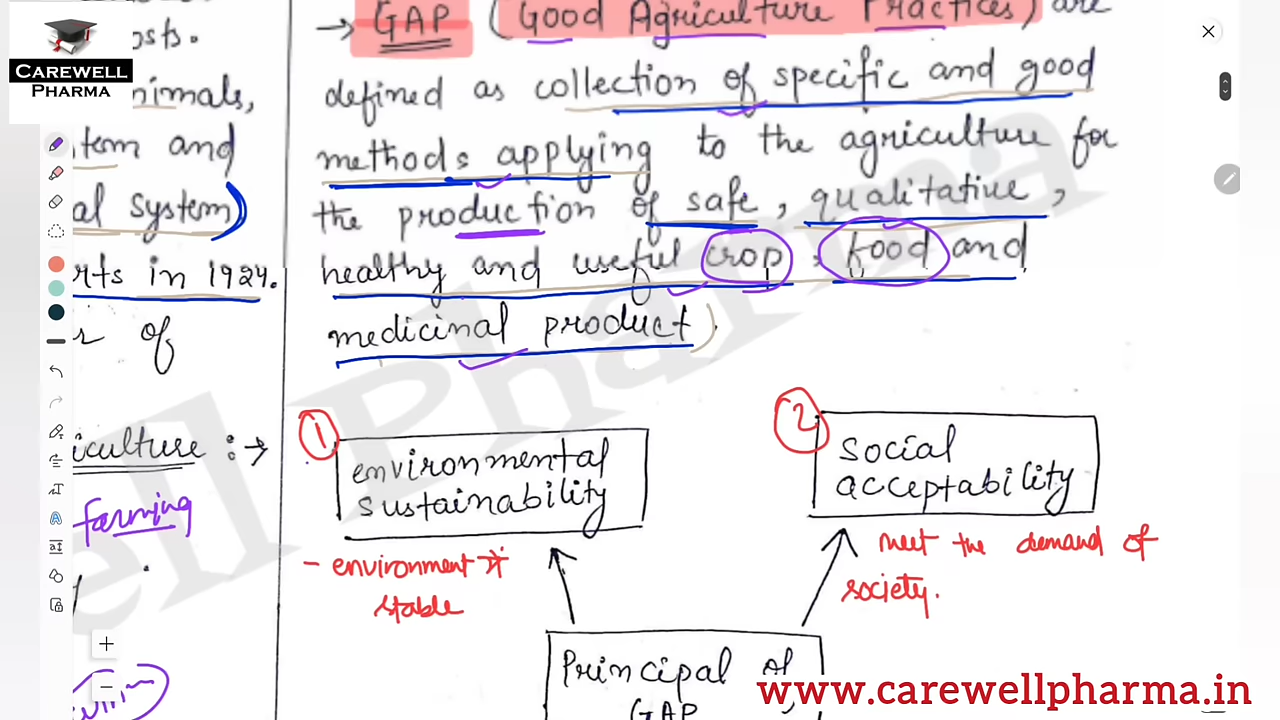 CAREWELL
PHARMA
osts.
nimals,
tem and
al system)
rts in 1924.
r of
iculture :→
farming
→ GAP (Good Agriculture Practices) are
defined as collection of specific and good
methods applying to the agriculture for
the production of safe, qualitative,
healthy and useful crop, food and
medicinal product).
1
environmental
sustainability
- environment
stable
2
social
acceptability
meet the demand of
society.
Principal of
GAP
Well Pharma
www.carewellpharma.in